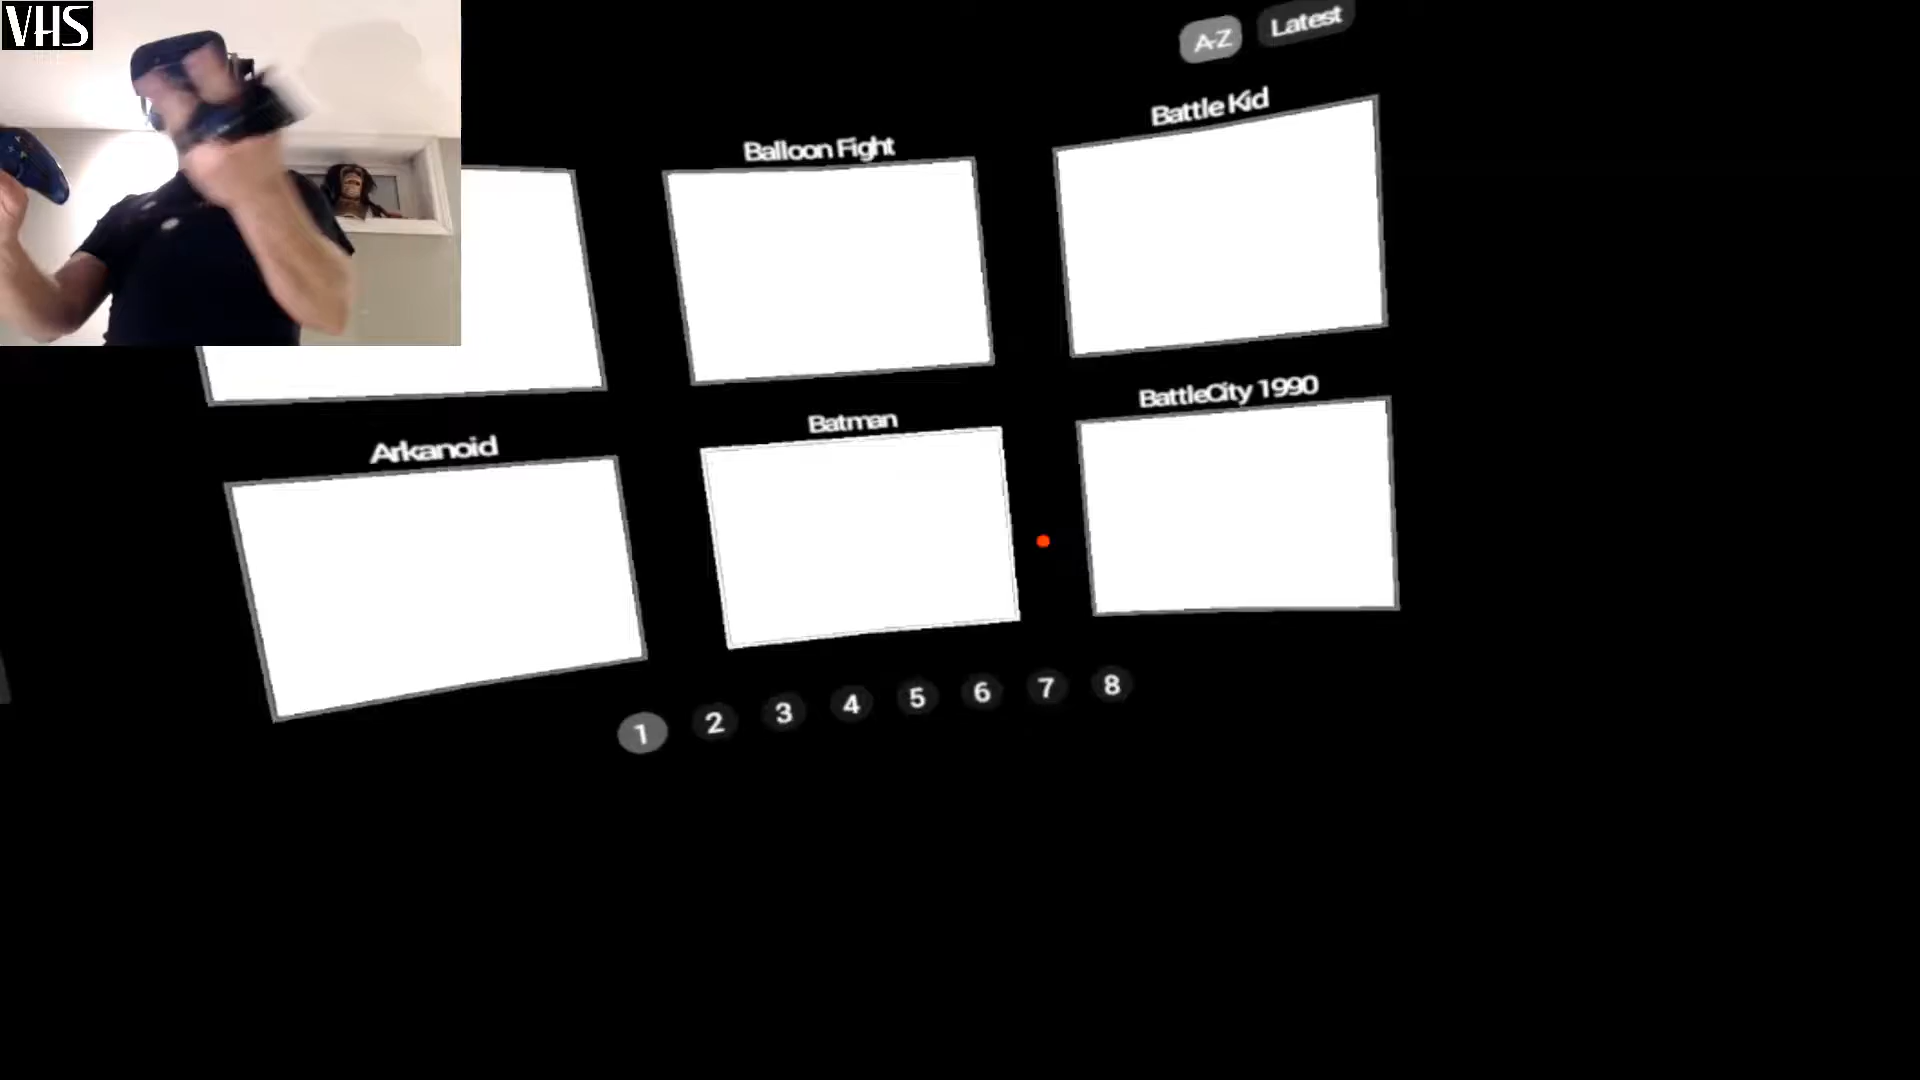 VHS
A-Z
Latest
Balloon Fight
Battle Kid
Arkanoid
Batman
BattleCity 1990
1 2 3 4 5 6 7 8